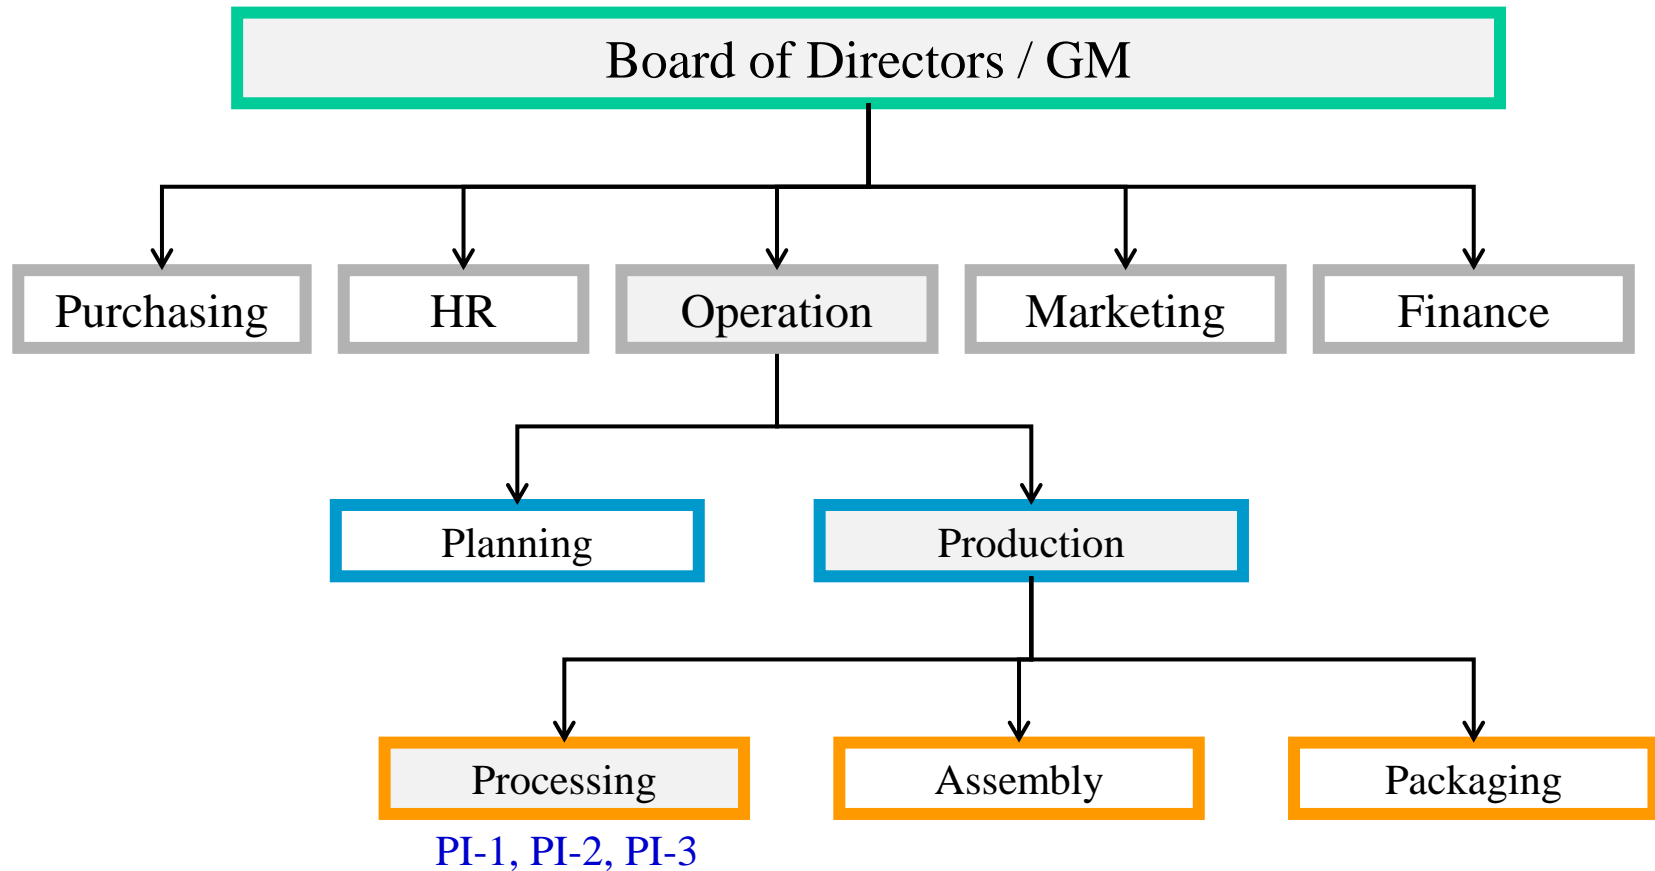 Board of Directors / GM
Purchasing
HR
Operation
Marketing
Finance
Planning
Production
Processing
Assembly
Packaging
PI-1, PI-2, PI-3